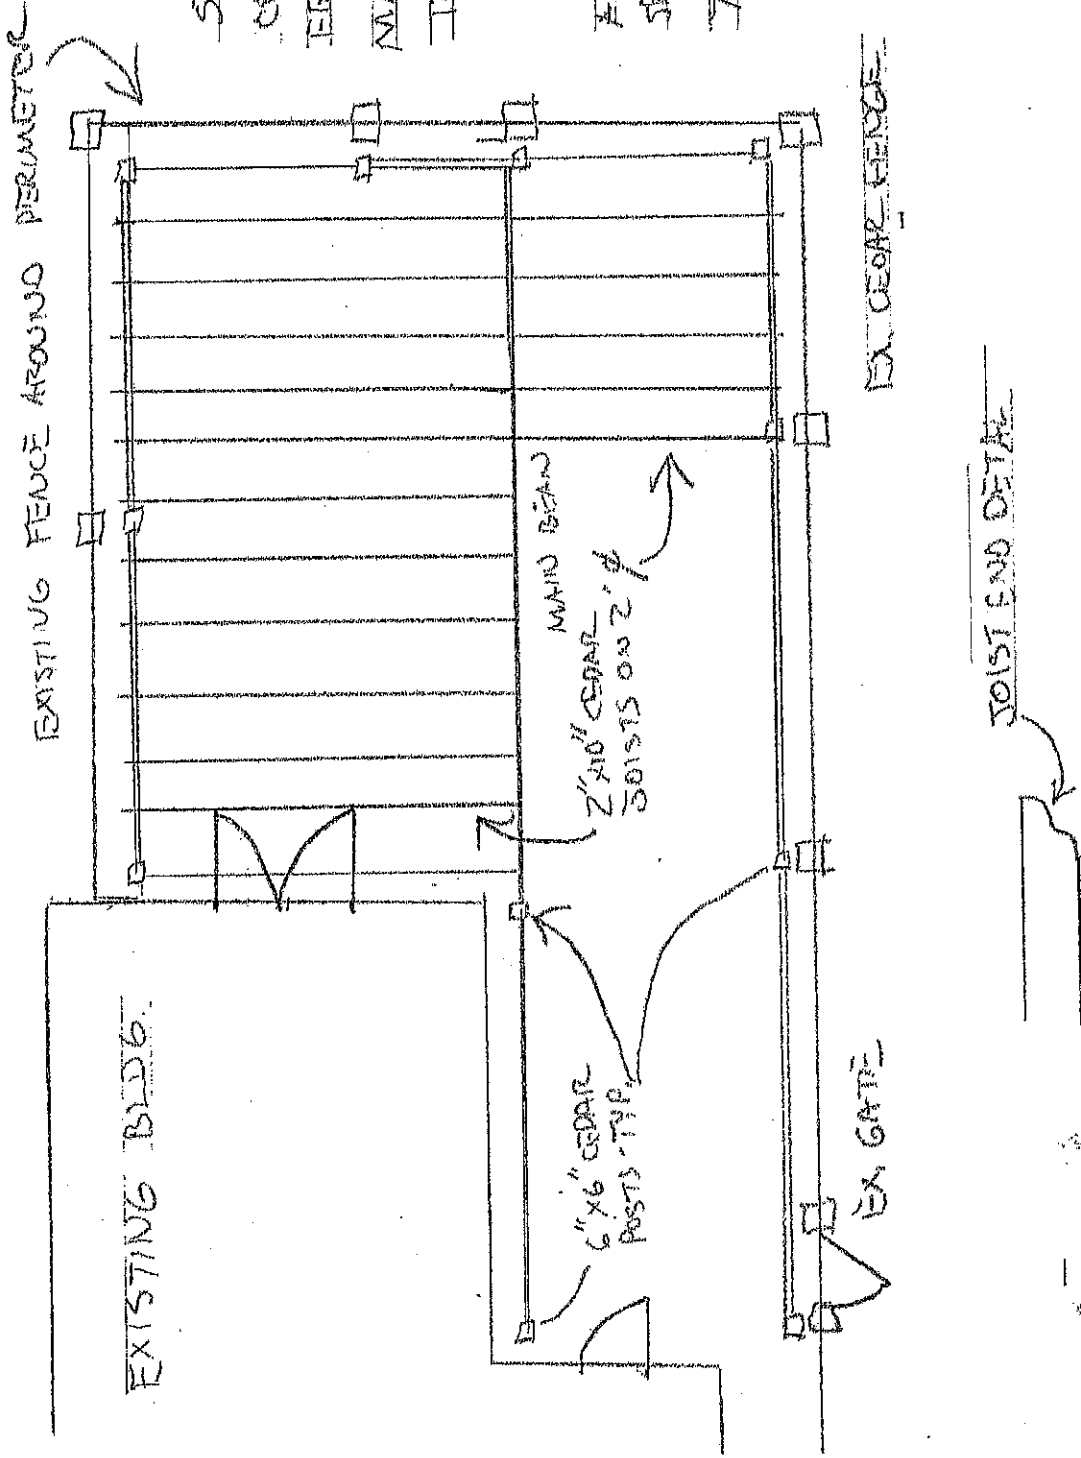 EXISTING FENCE AROUND PERIMETER
EXISTING BLDG.
MAIN BEAM
2"x10" CEDAR
JOISTS ON 2'
6"x6" CEDAR
POSTS - TYP.
EX. GATE
EX. CEDAR HEDGE
JOIST END DETAIL